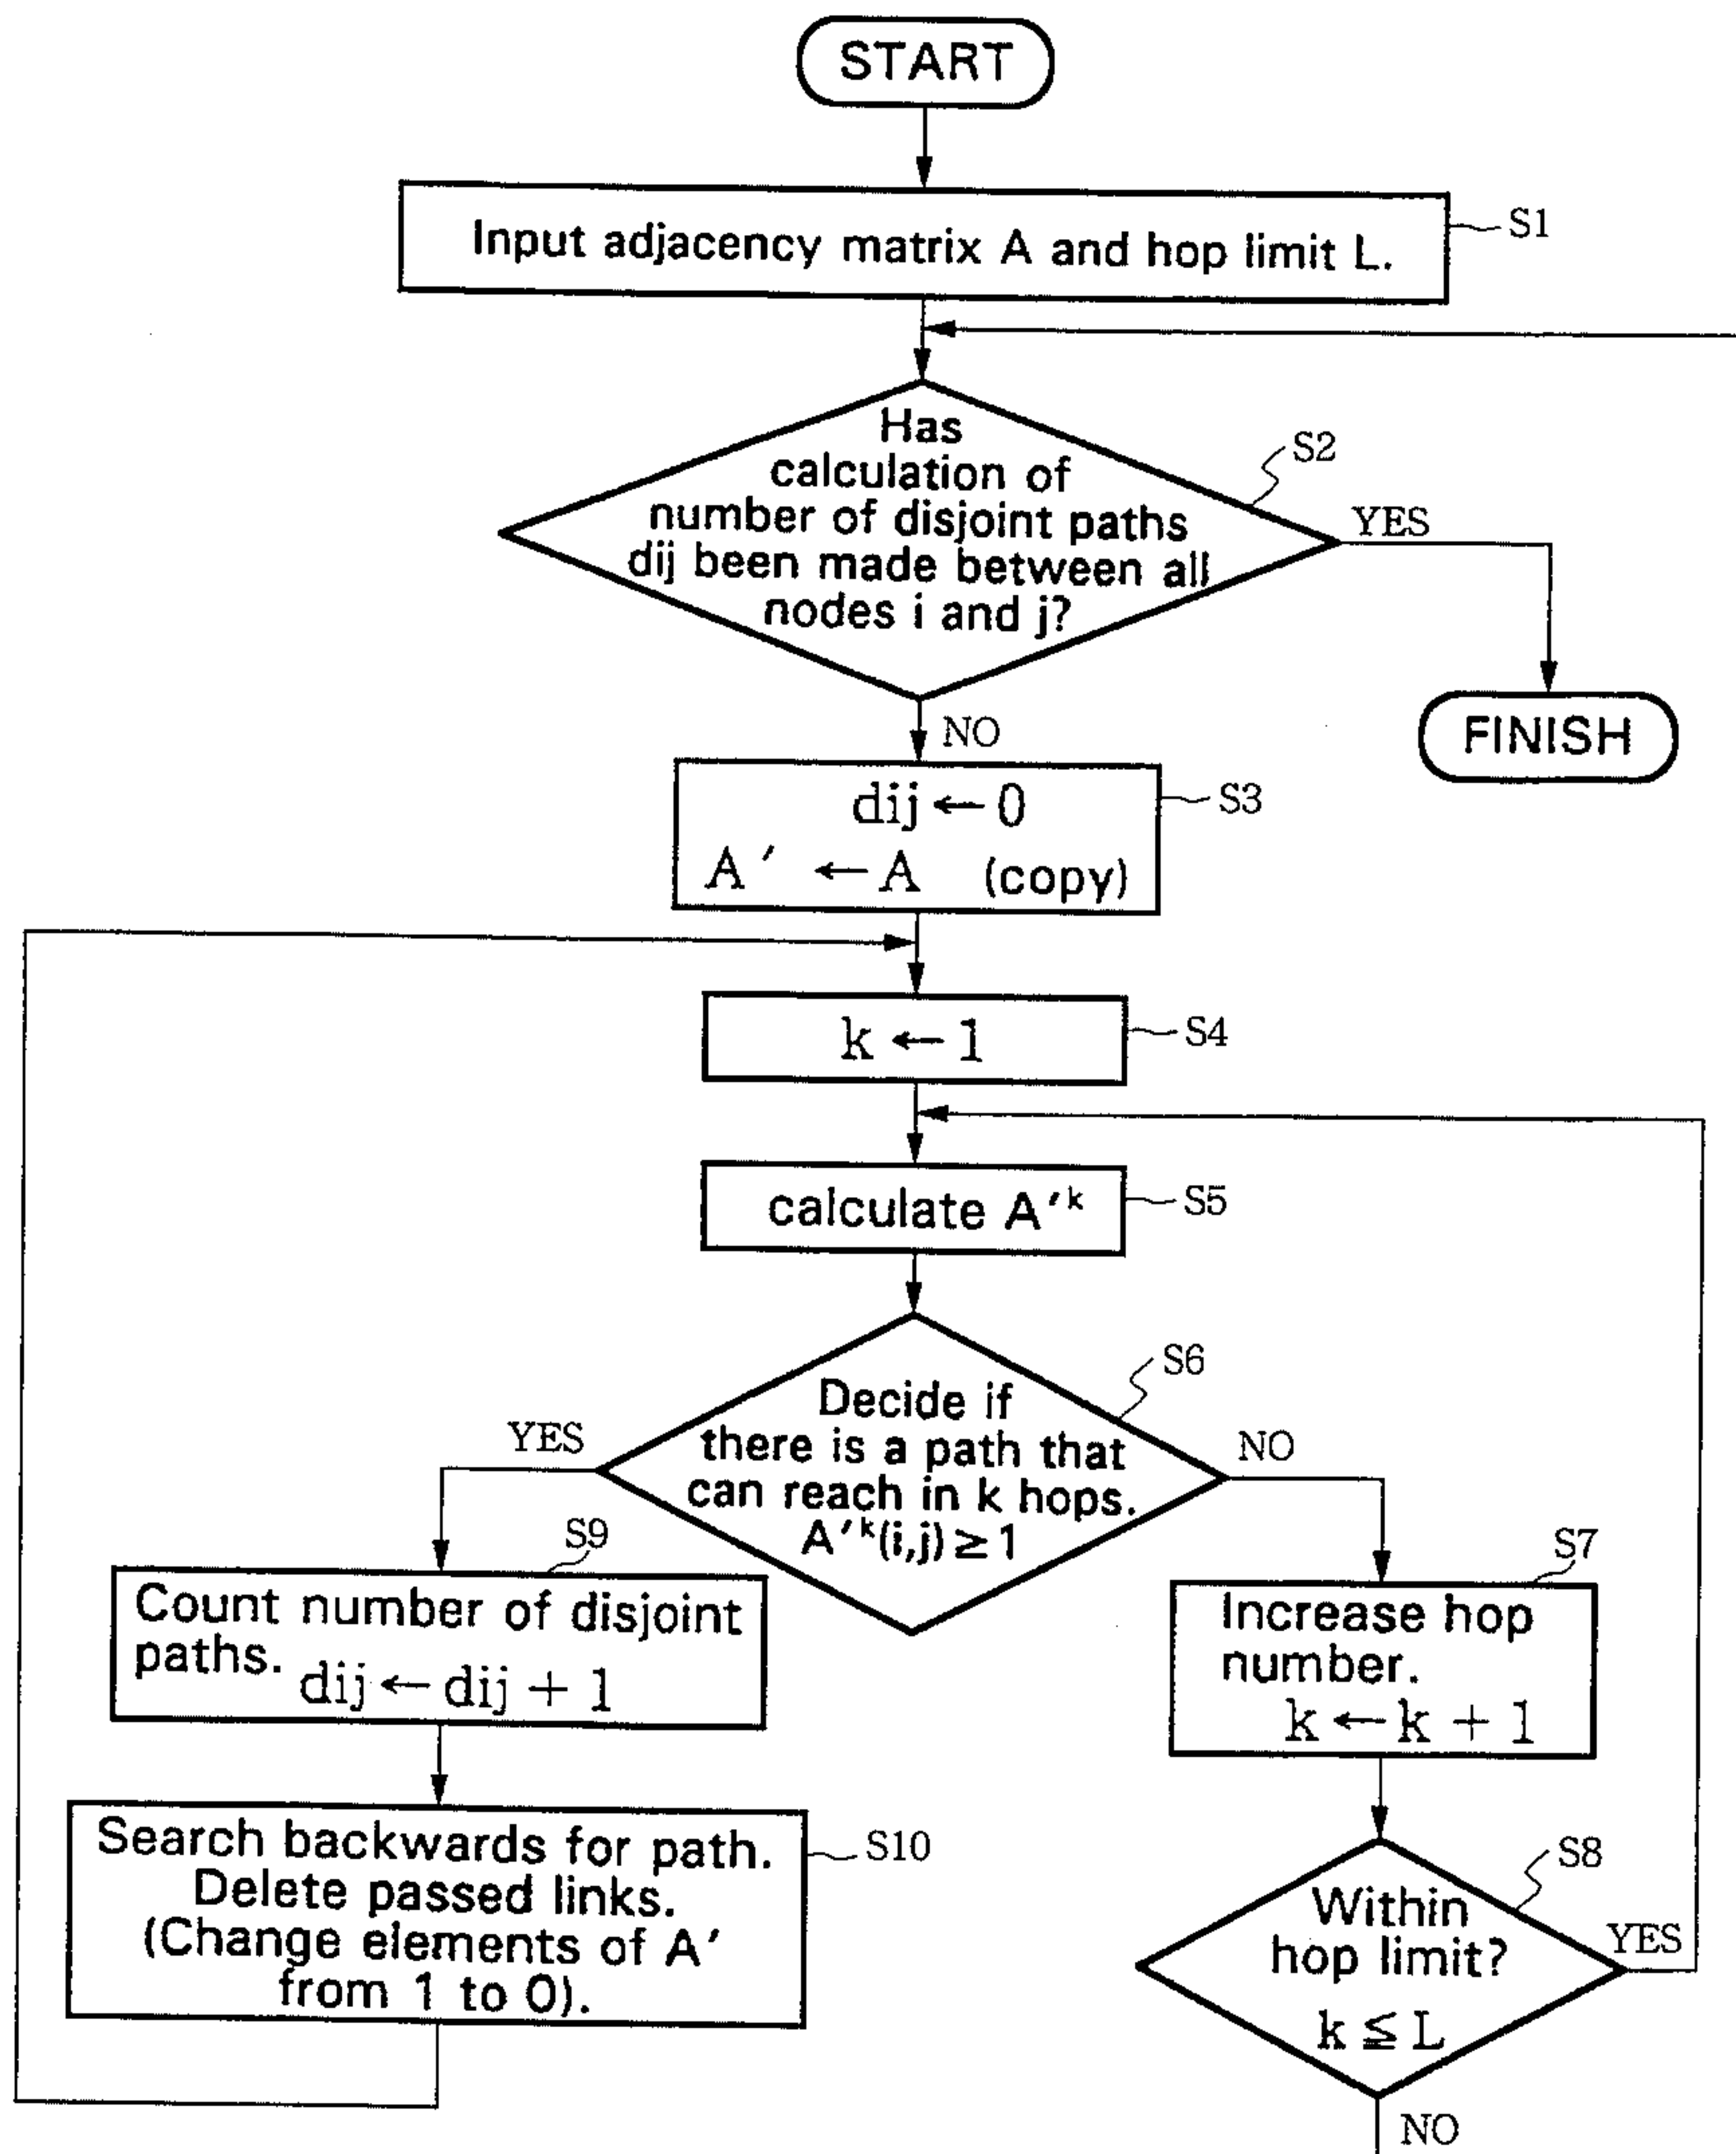 START
Input adjacency matrix A and hop limit L.
S1
Has
calculation of
number of disjoint paths
dij been made between all
nodes i and j?
S2
YES
FINISH
NO
dij ← 0
A′ ← A (copy)
S3
k ← 1
S4
calculate A′ᵏ
S5
Decide if
there is a path that
can reach in k hops.
A′ᵏ(i,j) ≥ 1
S6
YES
NO
S9
Count number of disjoint
paths.
dij ← dij + 1
S7
Increase hop
number.
k ← k + 1
Search backwards for path.
Delete passed links.
(Change elements of A′
from 1 to 0).
S10
S8
Within
hop limit?
k ≦ L
YES
NO